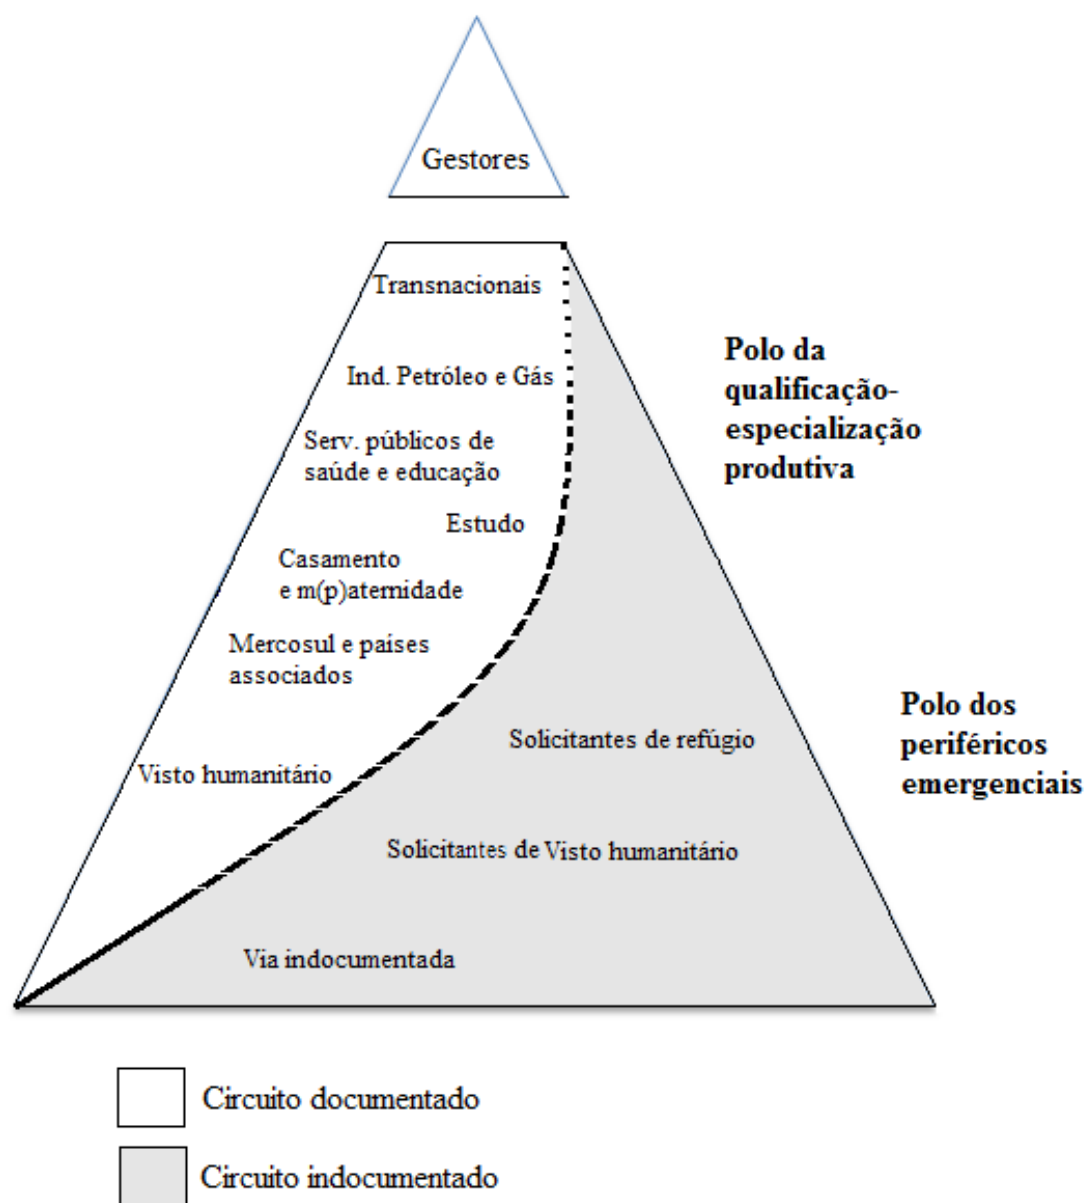 Gestores
Transnacionais
Ind. Petróleo e Gás
Serv. públicos de
saúde e educação
Estudo
Casamento
e m(p)aternidade
Mercosul e países
associados
Visto humanitário
Polo da
qualificação-
especialização
produtiva
Polo dos
periféricos
emergenciais
Solicitantes de refúgio
Solicitantes de Visto humanitário
Via indocumentada
Circuito documentado
Circuito indocumentado